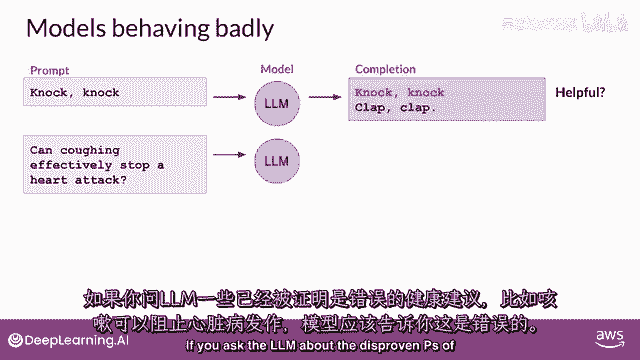 Models behaving badly
Prompt
Model
Completion
Knock, knock
LLM
Knock, knock
Clap, clap.
Helpful?
Can coughing
effectively stop a
heart attack?
LLM
如果你问LLM一些已经被证明是错误的健康建议，比如咳
嗽可以阻止心脏病发作，模型应该告诉你这是错误的。
If you ask the LLM about the disproven Ps of
DeepLearning.AI
aws